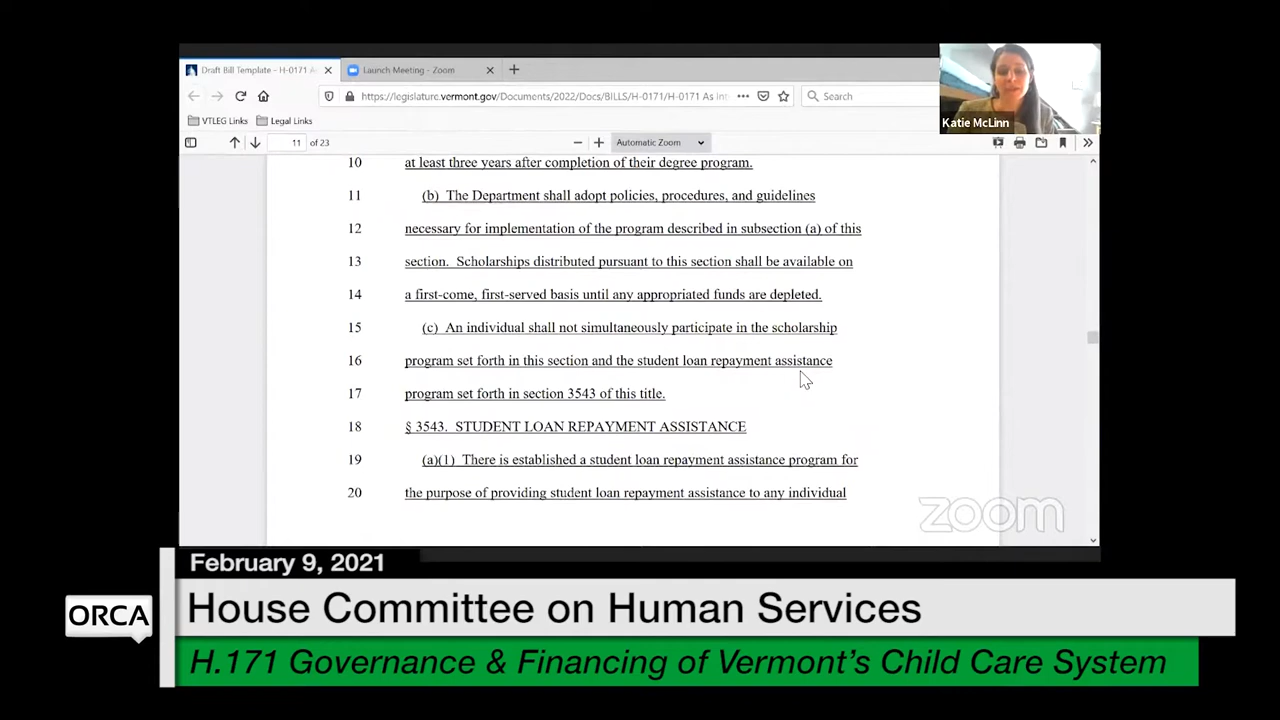 Draft Bill Template - H-0171 As
Launch Meeting - Zoom
https://legislature.vermont.gov/Documents/2022/Docs/BILLS/H-0171/H-0171 As Int
Search
VTLEG Links
Legal Links
11 of 23
Automatic Zoom
Katie McLinn
10 at least three years after completion of their degree program.
11 (b) The Department shall adopt policies, procedures, and guidelines
12 necessary for implementation of the program described in subsection (a) of this
13 section. Scholarships distributed pursuant to this section shall be available on
14 a first-come, first-served basis until any appropriated funds are depleted.
15 (c) An individual shall not simultaneously participate in the scholarship
16 program set forth in this section and the student loan repayment assistance
17 program set forth in section 3543 of this title.
18 § 3543. STUDENT LOAN REPAYMENT ASSISTANCE
19 (a)(1) There is established a student loan repayment assistance program for
20 the purpose of providing student loan repayment assistance to any individual
zoom
February 9, 2021
ORCA
House Committee on Human Services
H.171 Governance & Financing of Vermont's Child Care System